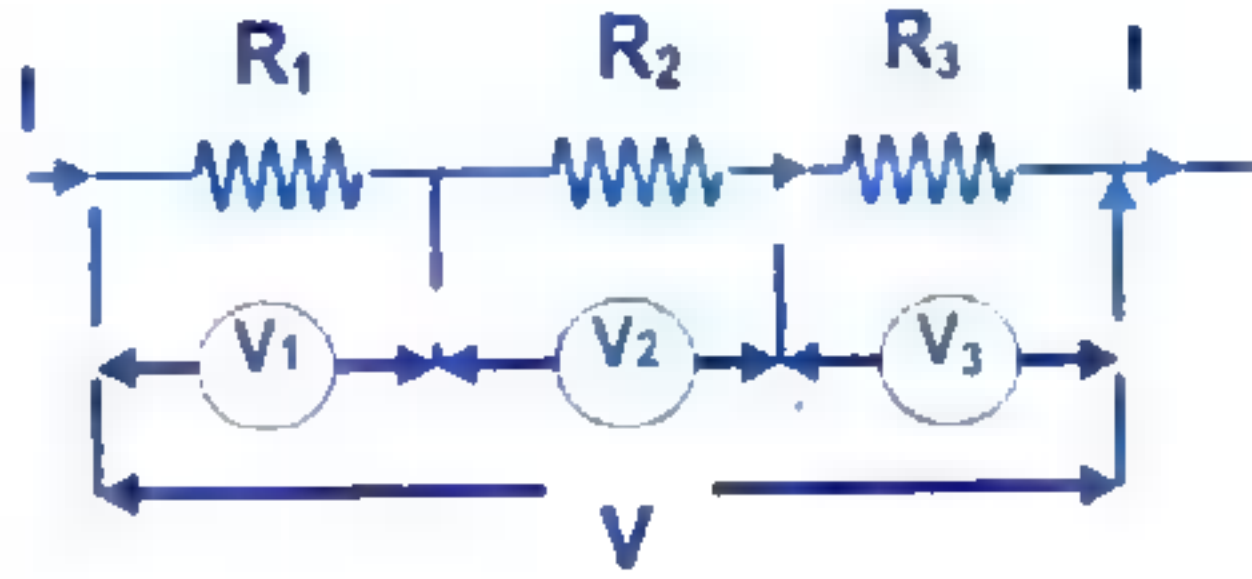 R₁ R₂ R₃
I I
V₁ V₂ V₃
V